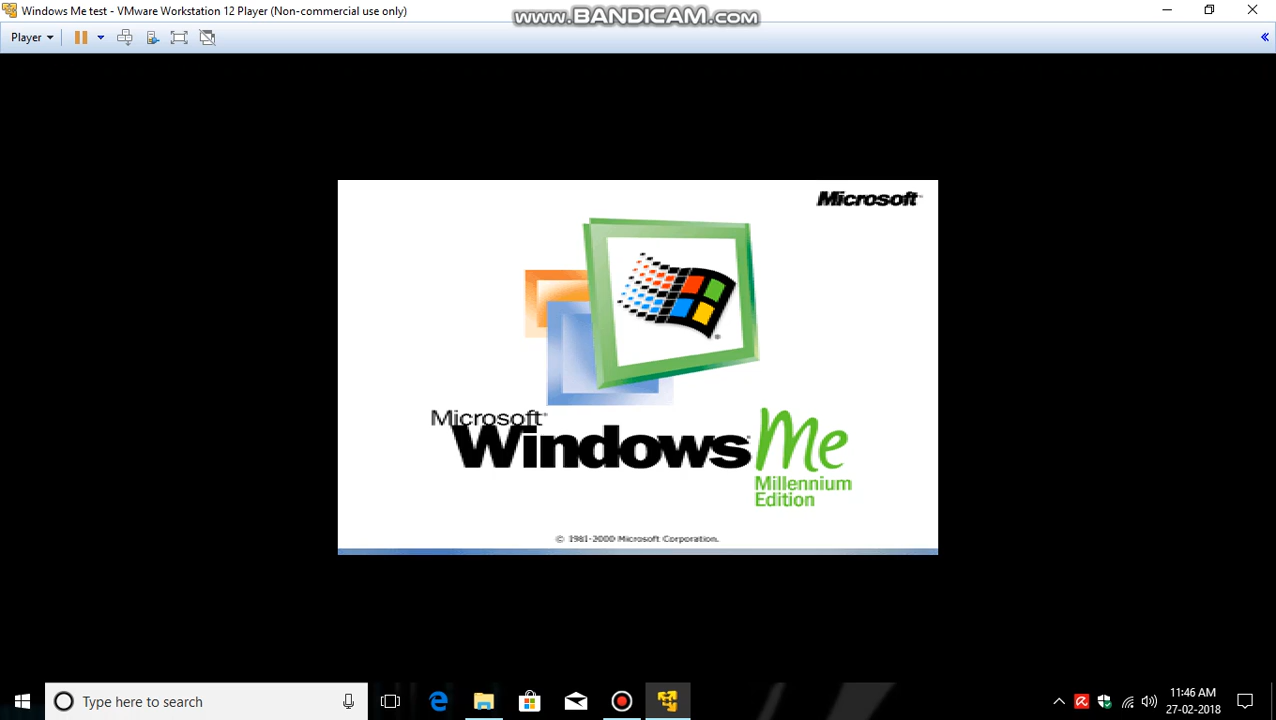 Windows Me test - VMware Workstation 12 Player (Non-commercial use only)
www.BANDICAM.com
Player
Microsoft
Microsoft®
Windows Me
Millennium
Edition
© 1981-2000 Microsoft Corporation.
Type here to search
11:46 AM
27-02-2018